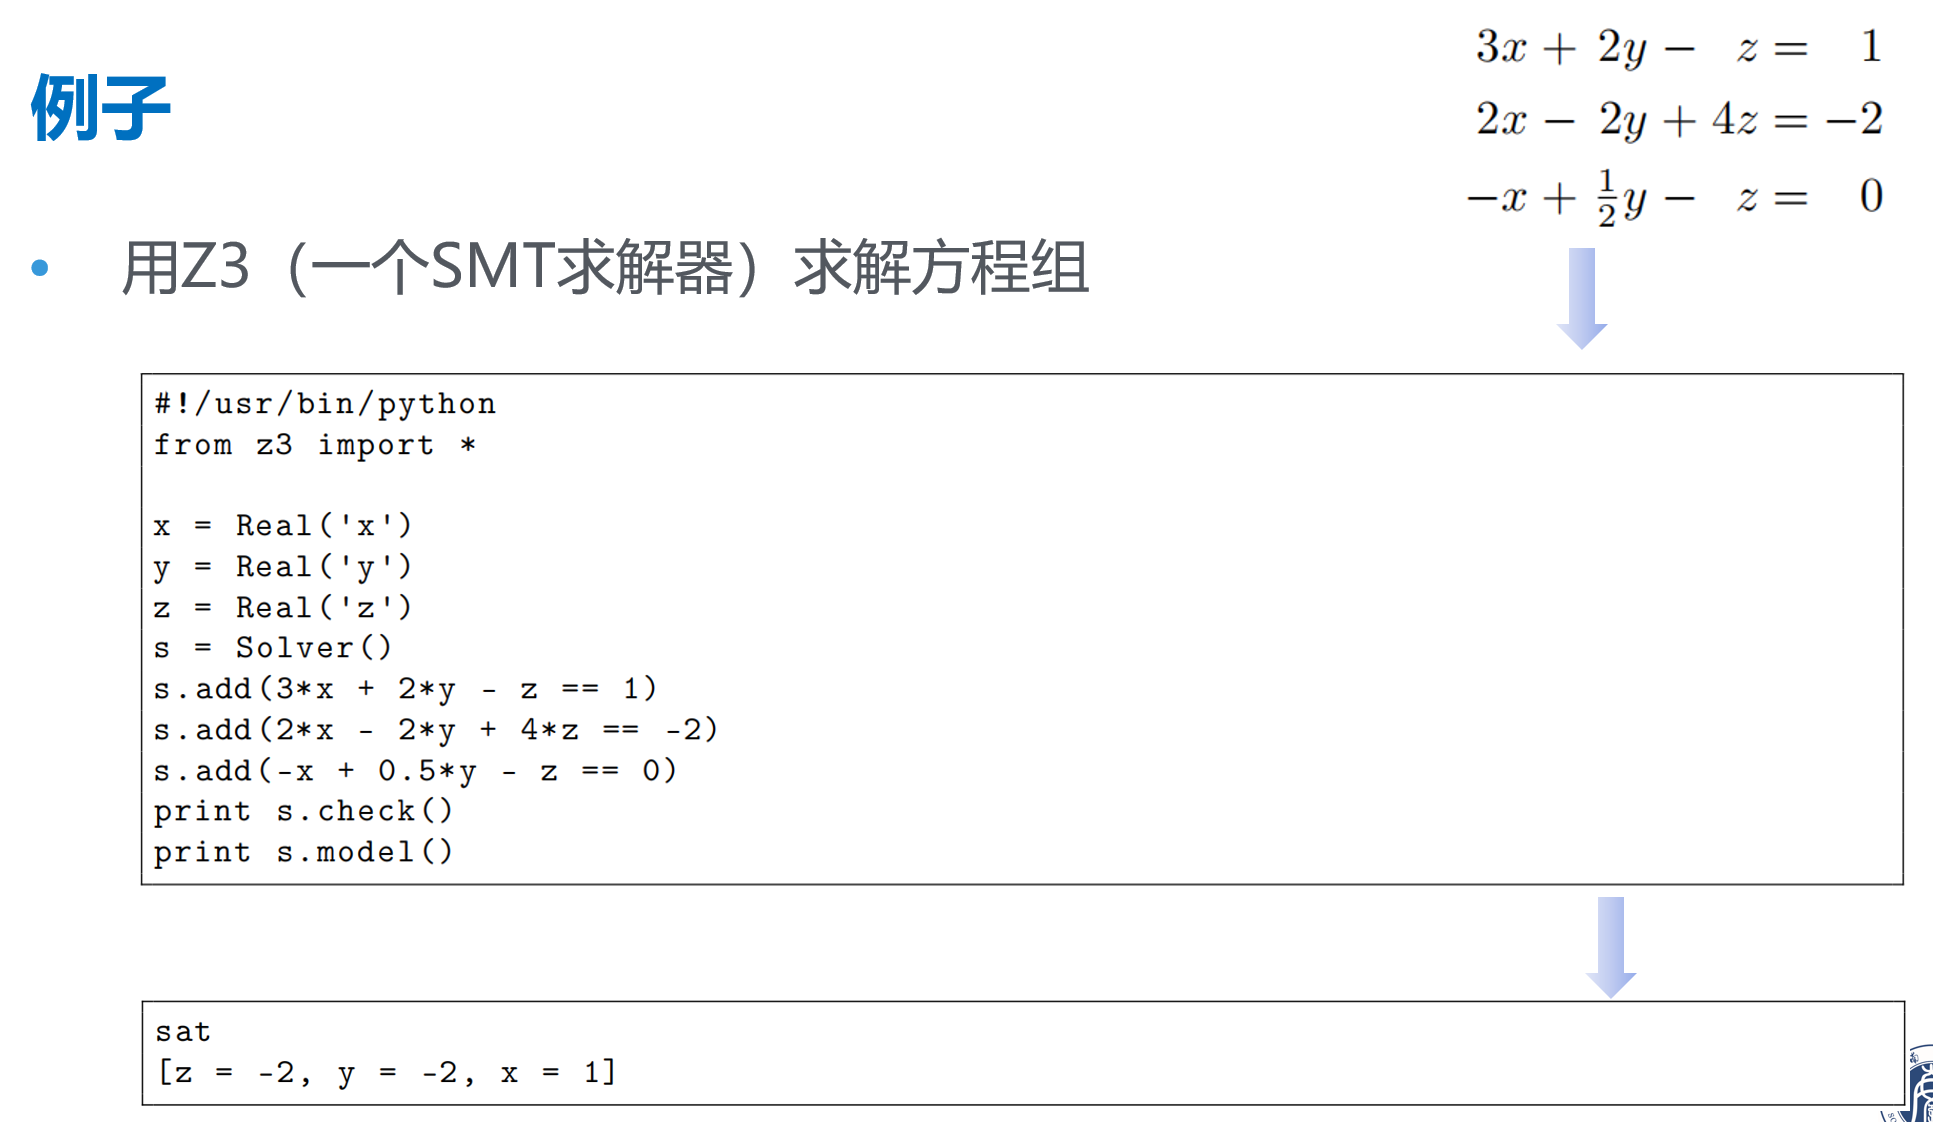 例子
3x + 2y − z = 1
2x − 2y + 4z = −2
−x + ½y − z = 0
• 用Z3（一个SMT求解器）求解方程组
#!/usr/bin/python
from z3 import *
x = Real('x')
y = Real('y')
z = Real('z')
s = Solver()
s.add(3*x + 2*y - z == 1)
s.add(2*x - 2*y + 4*z == -2)
s.add(-x + 0.5*y - z == 0)
print s.check()
print s.model()
sat
[z = -2, y = -2, x = 1]